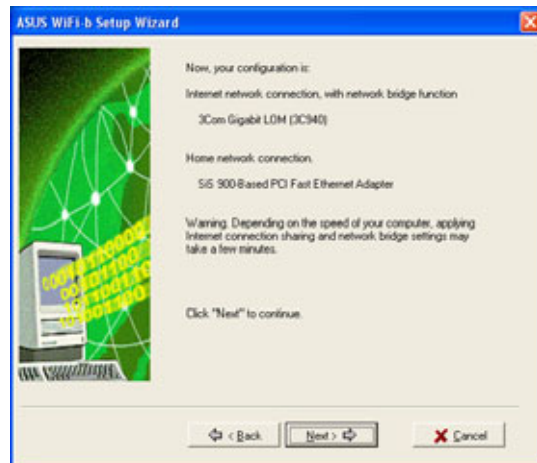 ASUS WiFi-b Setup Wizard
Now, your configuration is:
Internet network connection, with network bridge function
3Com Gigabit LOM (3C940)
Home network connection.
SiS 900-Based PCI Fast Ethernet Adapter
Warning. Depending on the speed of your computer, applying
Internet connection sharing and network bridge settings may
take a few minutes.
Click "Next" to continue.
< Back
Next >
Cancel